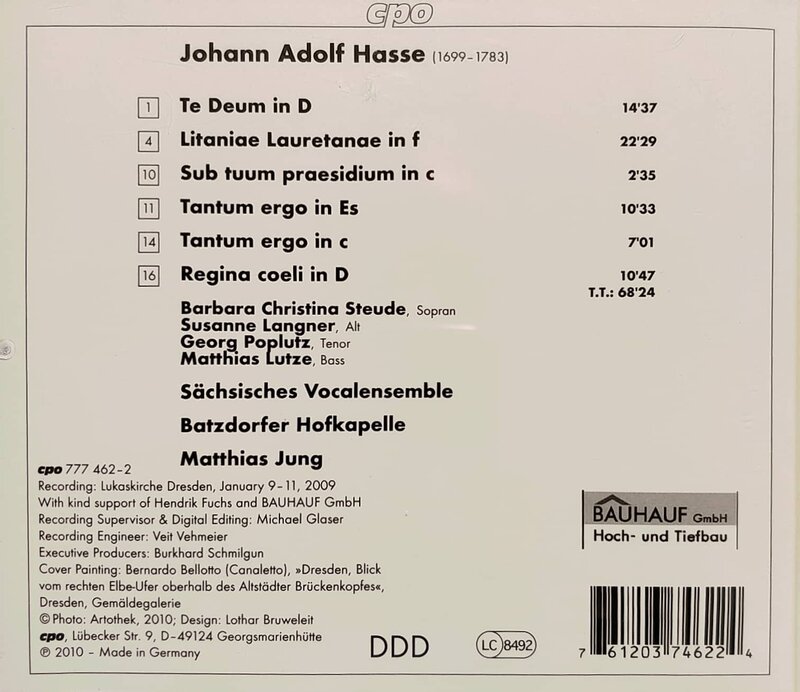 cpo
Johann Adolf Hasse (1699–1783)
1 Te Deum in D 14'37
4 Litaniae Lauretanae in f 22'29
10 Sub tuum praesidium in c 2'35
11 Tantum ergo in Es 10'33
14 Tantum ergo in c 7'01
16 Regina coeli in D 10'47
T.T.: 68'24
Barbara Christina Steude, Sopran
Susanne Langner, Alt
Georg Poplutz, Tenor
Matthias Lutze, Bass
Sächsisches Vocalensemble
Batzdorfer Hofkapelle
Matthias Jung
cpo 777 462–2
Recording: Lukaskirche Dresden, January 9–11, 2009
With kind support of Hendrik Fuchs and BAUHAUF GmbH
Recording Supervisor & Digital Editing: Michael Glaser
Recording Engineer: Veit Vehmeier
Executive Producers: Burkhard Schmilgun
Cover Painting: Bernardo Bellotto (Canaletto), »Dresden, Blick
vom rechten Elbe-Ufer oberhalb des Altstädter Brückenkopfes«,
Dresden, Gemäldegalerie
© Photo: Artothek, 2010; Design: Lothar Bruweleit
cpo, Lübecker Str. 9, D–49124 Georgsmarienhütte
℗ 2010 – Made in Germany
DDD
LC 8492
BAUHAUF GmbH
Hoch- und Tiefbau
7 61203 74622 4